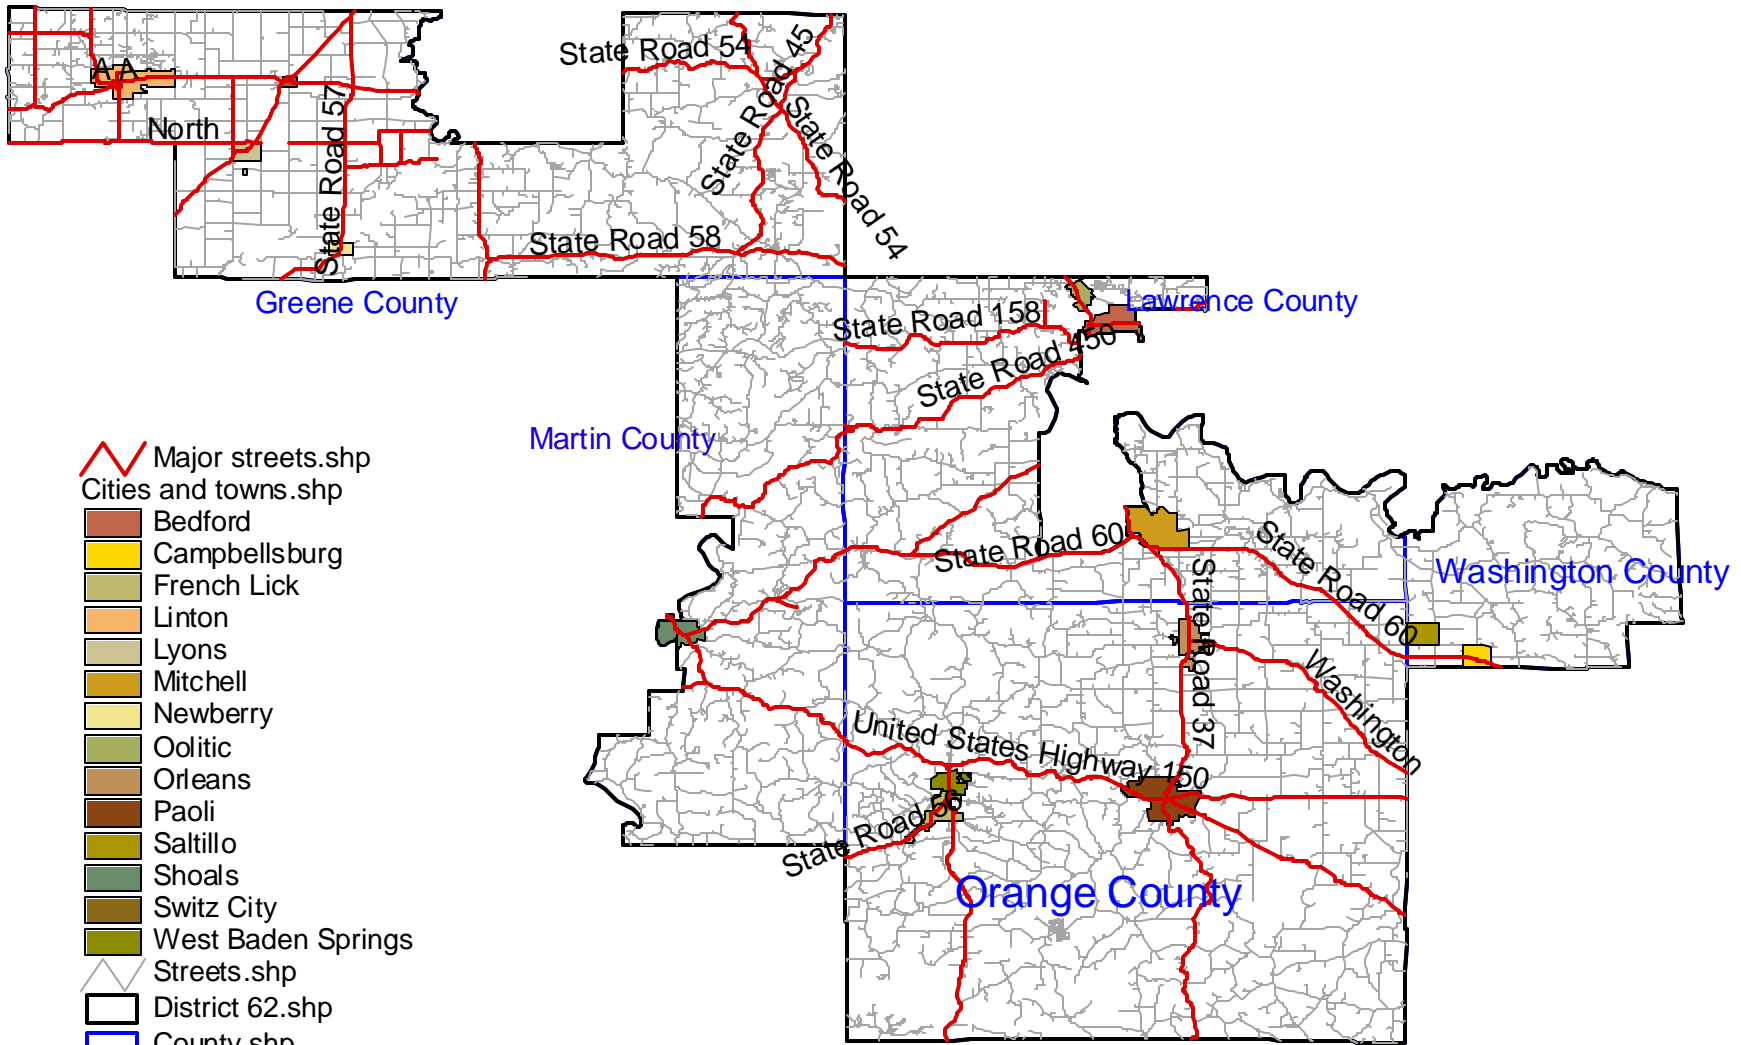 State Road 54
State Road 45
A A
State Road 57
North
State Road 54
State Road 58
Greene County
Lawrence County
State Road 158
State Road 450
Martin County
State Road 60
State Road 60
Washington County
State Road 37
Washington
United States Highway 150
State Road 56
Orange County
Major streets.shp
Cities and towns.shp
Bedford
Campbellsburg
French Lick
Linton
Lyons
Mitchell
Newberry
Oolitic
Orleans
Paoli
Saltillo
Shoals
Switz City
West Baden Springs
Streets.shp
District 62.shp
County.shp